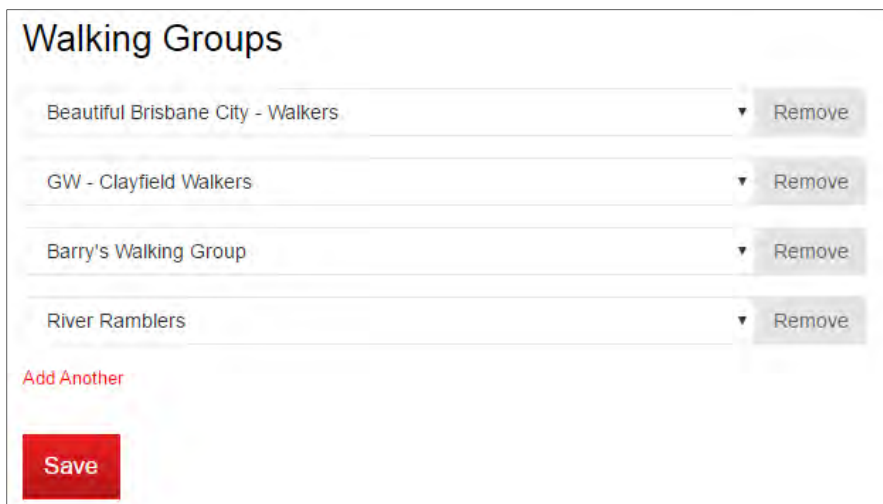 Walking Groups
Beautiful Brisbane City - Walkers Remove
GW - Clayfield Walkers Remove
Barry's Walking Group Remove
River Ramblers Remove
Add Another
Save